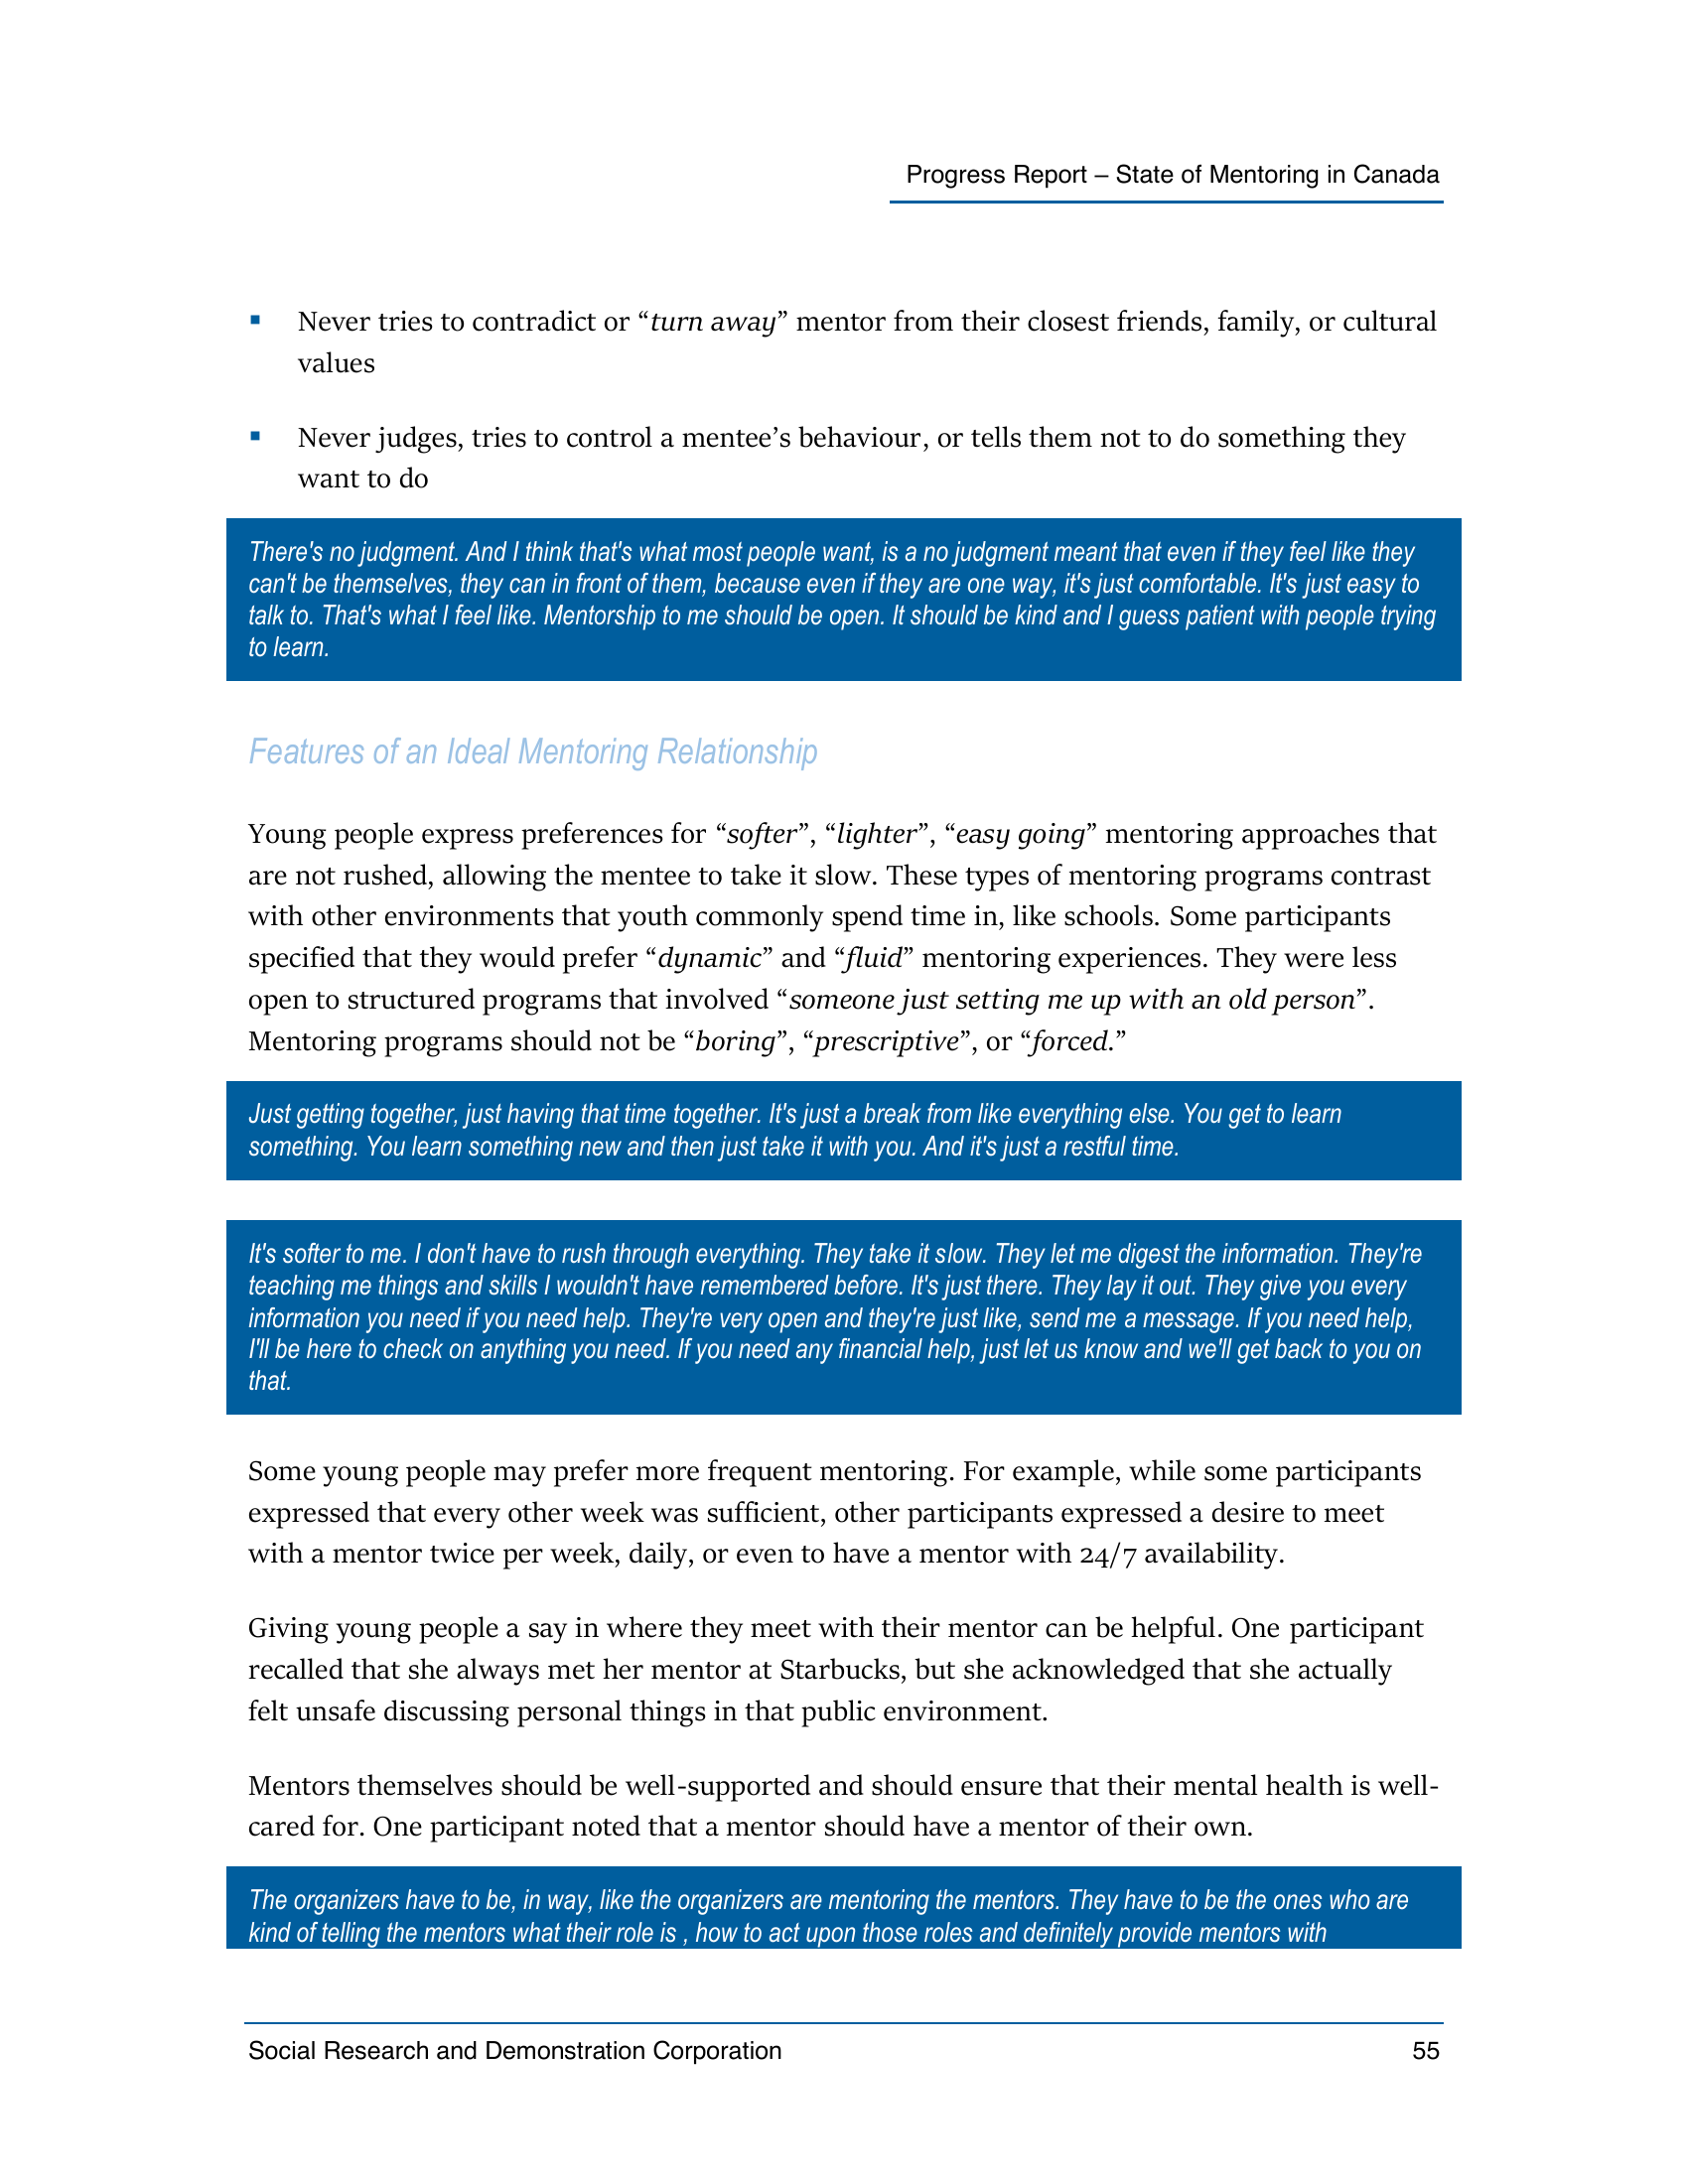 Progress Report – State of Mentoring in Canada
▪ Never tries to contradict or “turn away” mentor from their closest friends, family, or cultural
values
▪ Never judges, tries to control a mentee’s behaviour, or tells them not to do something they
want to do
There's no judgment. And I think that's what most people want, is a no judgment meant that even if they feel like they
can't be themselves, they can in front of them, because even if they are one way, it's just comfortable. It's just easy to
talk to. That's what I feel like. Mentorship to me should be open. It should be kind and I guess patient with people trying
to learn.
Features of an Ideal Mentoring Relationship
Young people express preferences for “softer”, “lighter”, “easy going” mentoring approaches that
are not rushed, allowing the mentee to take it slow. These types of mentoring programs contrast
with other environments that youth commonly spend time in, like schools. Some participants
specified that they would prefer “dynamic” and “fluid” mentoring experiences. They were less
open to structured programs that involved “someone just setting me up with an old person”.
Mentoring programs should not be “boring”, “prescriptive”, or “forced.”
Just getting together, just having that time together. It's just a break from like everything else. You get to learn
something. You learn something new and then just take it with you. And it's just a restful time.
It's softer to me. I don't have to rush through everything. They take it slow. They let me digest the information. They're
teaching me things and skills I wouldn't have remembered before. It's just there. They lay it out. They give you every
information you need if you need help. They're very open and they're just like, send me a message. If you need help,
I'll be here to check on anything you need. If you need any financial help, just let us know and we'll get back to you on
that.
Some young people may prefer more frequent mentoring. For example, while some participants
expressed that every other week was sufficient, other participants expressed a desire to meet
with a mentor twice per week, daily, or even to have a mentor with 24/7 availability.
Giving young people a say in where they meet with their mentor can be helpful. One participant
recalled that she always met her mentor at Starbucks, but she acknowledged that she actually
felt unsafe discussing personal things in that public environment.
Mentors themselves should be well-supported and should ensure that their mental health is well-
cared for. One participant noted that a mentor should have a mentor of their own.
The organizers have to be, in way, like the organizers are mentoring the mentors. They have to be the ones who are
kind of telling the mentors what their role is , how to act upon those roles and definitely provide mentors with
Social Research and Demonstration Corporation 55